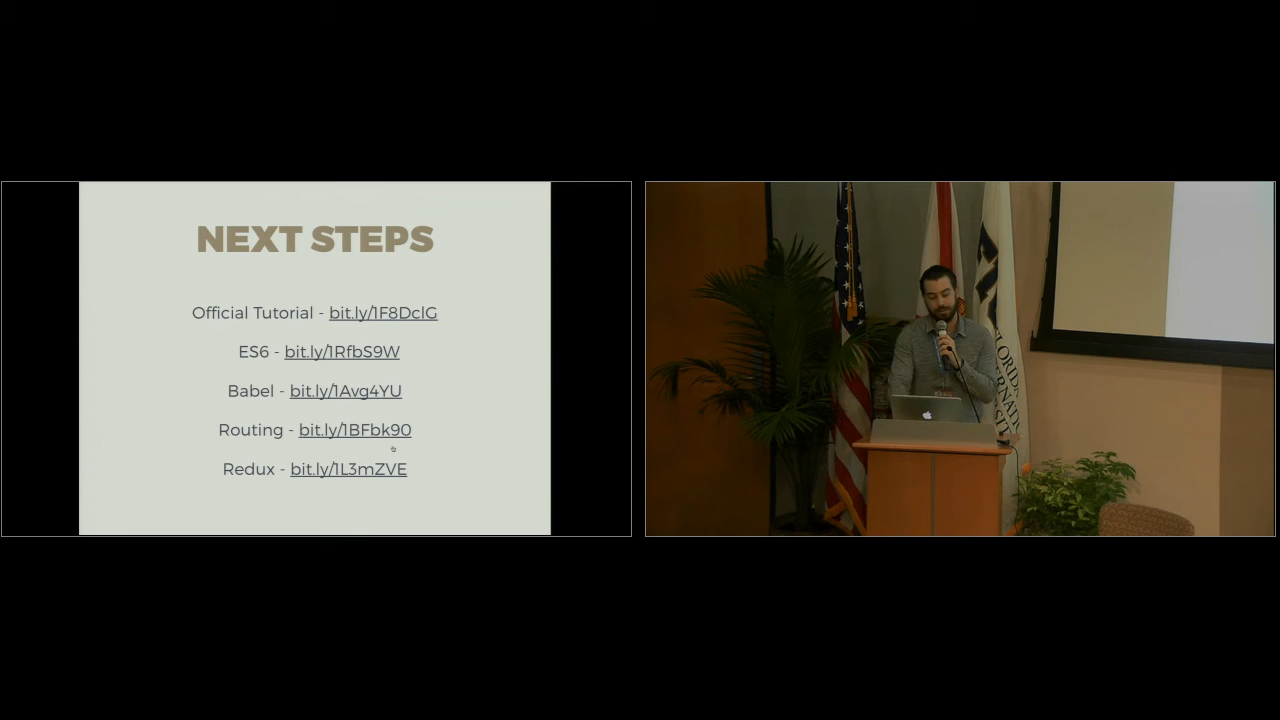 NEXT STEPS
Official Tutorial - bit.ly/1F8DclG
ES6 - bit.ly/1RfbS9W
Babel - bit.ly/1Avg4YU
Routing - bit.ly/1BFbk9O
Redux - bit.ly/1L3mZVE